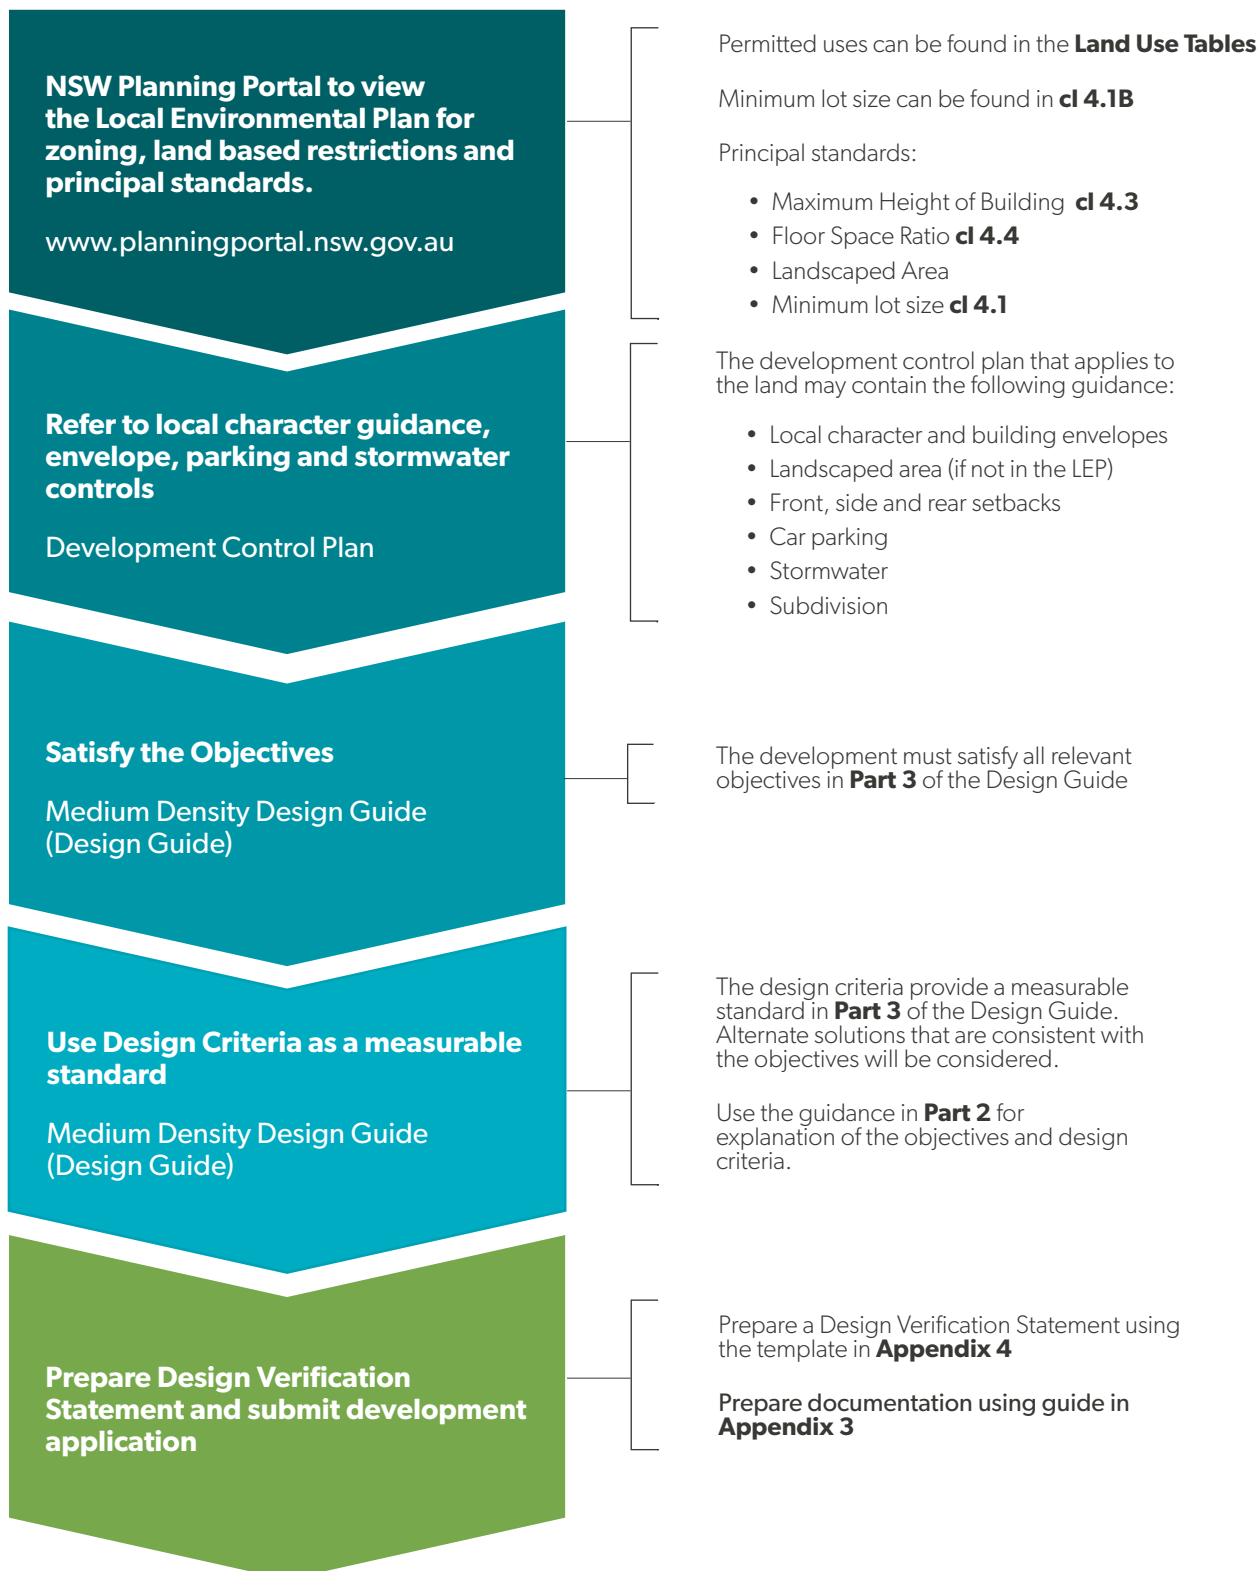 NSW Planning Portal to view
the Local Environmental Plan for
zoning, land based restrictions and
principal standards.
www.planningportal.nsw.gov.au
Permitted uses can be found in the Land Use Tables
Minimum lot size can be found in cl 4.1B
Principal standards:
• Maximum Height of Building cl 4.3
• Floor Space Ratio cl 4.4
• Landscaped Area
• Minimum lot size cl 4.1
Refer to local character guidance,
envelope, parking and stormwater
controls
Development Control Plan
The development control plan that applies to
the land may contain the following guidance:
• Local character and building envelopes
• Landscaped area (if not in the LEP)
• Front, side and rear setbacks
• Car parking
• Stormwater
• Subdivision
Satisfy the Objectives
Medium Density Design Guide
(Design Guide)
The development must satisfy all relevant
objectives in Part 3 of the Design Guide
Use Design Criteria as a measurable
standard
Medium Density Design Guide
(Design Guide)
The design criteria provide a measurable
standard in Part 3 of the Design Guide.
Alternate solutions that are consistent with
the objectives will be considered.
Use the guidance in Part 2 for
explanation of the objectives and design
criteria.
Prepare Design Verification
Statement and submit development
application
Prepare a Design Verification Statement using
the template in Appendix 4
Prepare documentation using guide in
Appendix 3